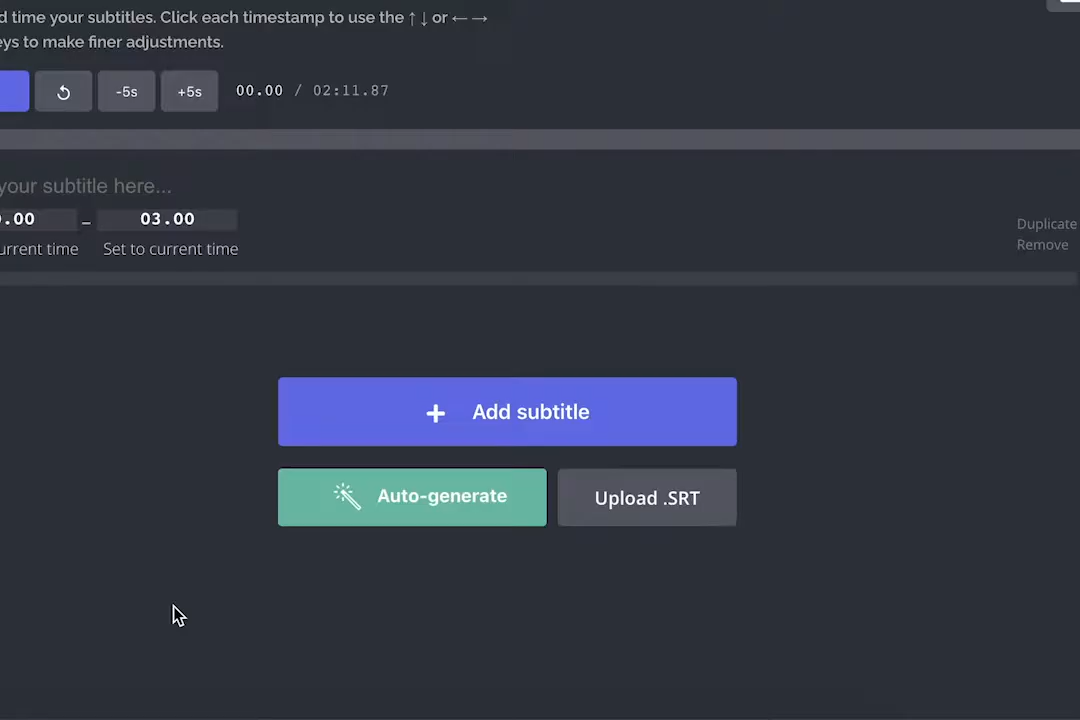 d time your subtitles. Click each timestamp to use the ↑ ↓ or ← →
eys to make finer adjustments.
-5s +5s 00.00 / 02:11.87
your subtitle here...
.00 – 03.00
urrent time Set to current time
Duplicate
Remove
+ Add subtitle
Auto-generate Upload .SRT